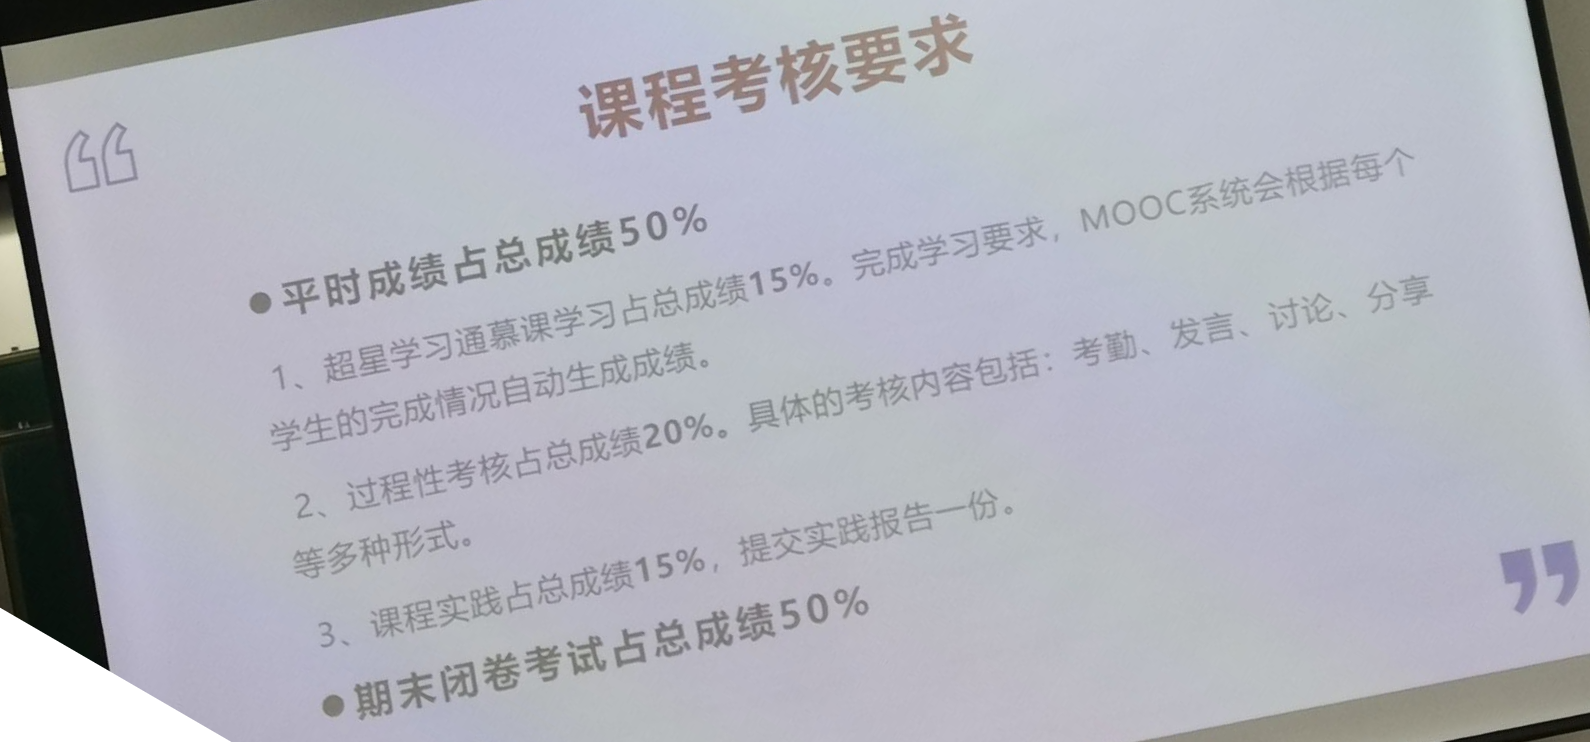 课程考核要求
●平时成绩占总成绩50%
1、超星学习通慕课学习占总成绩15%。完成学习要求，MOOC系统会根据每个
学生的完成情况自动生成成绩。
2、过程性考核占总成绩20%。具体的考核内容包括：考勤、发言、讨论、分享
等多种形式。
3、课程实践占总成绩15%，提交实践报告一份。
●期末闭卷考试占总成绩50%